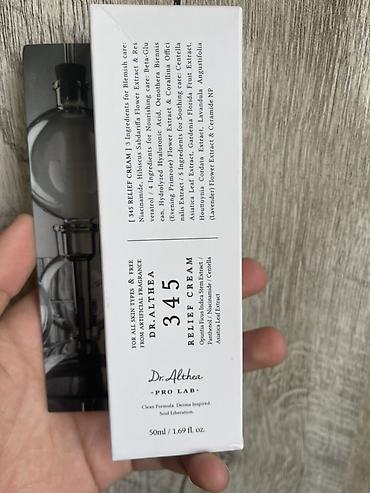 [ 345 RELIEF CREAM ] 3 Ingredients for Blemish care:
Niacinamide, Hibiscus Sabdariffa Flower Extract & Res
veratrol / 4 Ingredients for Nourishing care: Beta-Glu
can, Hydrolyzed Hyaluronic Acid, Oenothera Biennis
(Evening Primrose) Flower Extract & Corallina Offici
nalis Extract / 5 Ingredients for Soothing care: Centella
Asiatica Leaf Extract, Gardenia Florida Fruit Extract,
Houttuynia Cordata Extract, Lavandula Angustifolia
(Lavender) Flower Extract & Ceramide NP
FOR ALL SKIN TYPES & FREE
FROM ARTIFICIAL FRAGRANCE
DR.ALTHEA
345
RELIEF CREAM
Opuntia Ficus Indica Stem Extract /
Panthenol / Niacinamide / Centella
Asiatica Leaf Extract
Dr.Althea
-PRO LAB-
Clean Formula. Derma Inspired.
Soul Liberation.
50ml / 1.69 fl. oz.